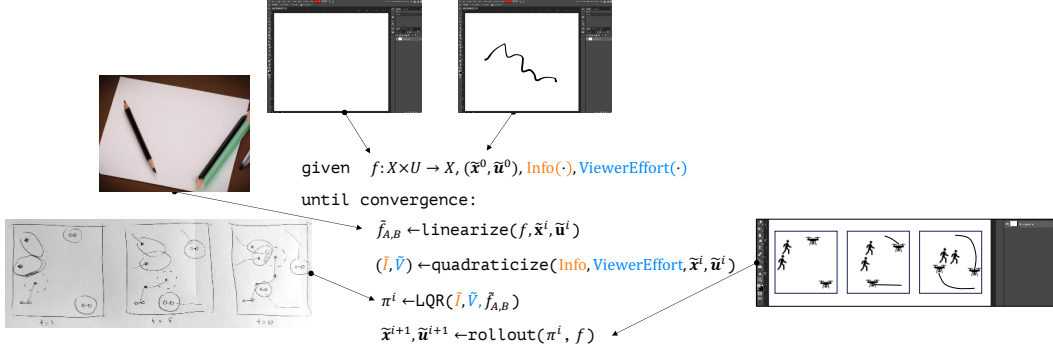 given f: X×U → X, (x̃⁰, ũ⁰), Info(·), ViewerEffort(·)
until convergence:
f̃_{A,B} ←linearize(f, x̃ⁱ, ũⁱ)
(Ĩ, Ṽ) ←quadraticize(Info, ViewerEffort, x̃ⁱ, ũⁱ)
πⁱ ←LQR(Ĩ, Ṽ, f̃_{A,B})
x̃ⁱ⁺¹, ũⁱ⁺¹ ←rollout(πⁱ, f)